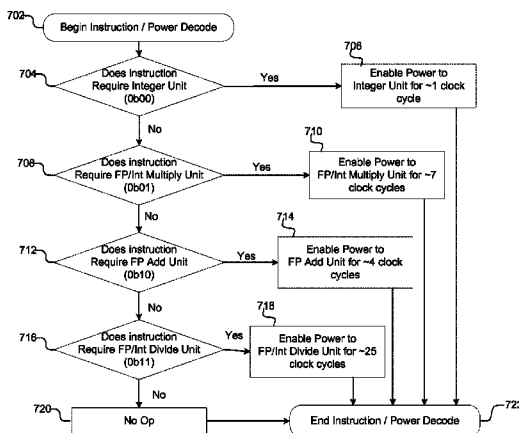 702
Begin Instruction / Power Decode
704
Does Instruction
Require Integer Unit
(0b00)
Yes
706
Enable Power to
Integer Unit for ~1 clock
cycle
No
708
Does instruction
Require FP/Int Multiply Unit
(0b01)
Yes
710
Enable Power to
FP/Int Multiply Unit for ~7
clock cycles
No
712
Does instruction
Require FP Add Unit
(0b10)
Yes
714
Enable Power to
FP Add Unit for ~4 clock
cycles
No
716
Does instruction
Require FP/Int Divide Unit
(0b11)
Yes
718
Enable Power to
FP/Int Divide Unit for ~25
clock cycles
No
720
No Op
End Instruction / Power Decode
722